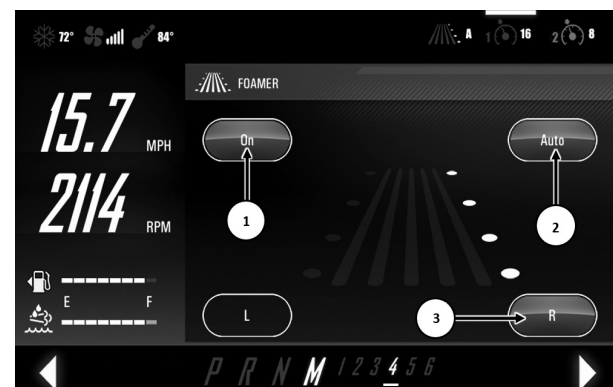 72° 84° A 1 16 2 8
FOAMER
15.7 MPH
On Auto
1 2
2114 RPM
E F
L 3 R
P R N M 1 2 3 4 5 6